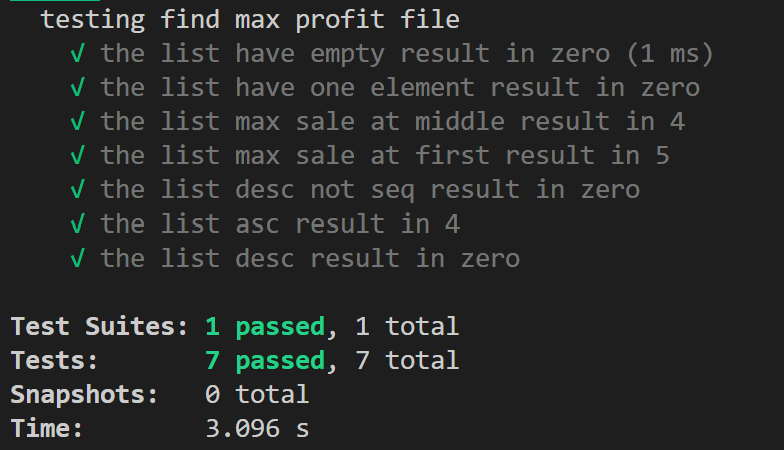 testing find max profit file
√ the list have empty result in zero (1 ms)
√ the list have one element result in zero
√ the list max sale at middle result in 4
√ the list max sale at first result in 5
√ the list desc not seq result in zero
√ the list asc result in 4
√ the list desc result in zero
Test Suites: 1 passed, 1 total
Tests: 7 passed, 7 total
Snapshots: 0 total
Time: 3.096 s